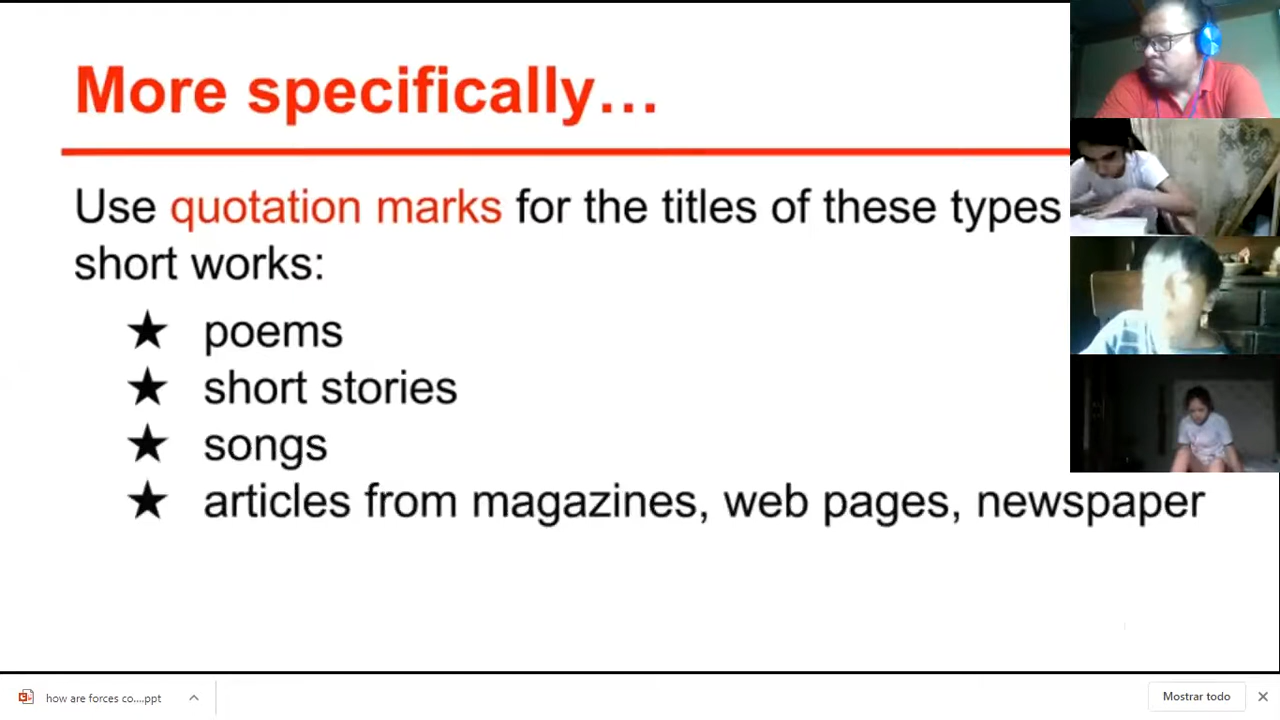 More specifically…
Use quotation marks for the titles of these types
short works:
★ poems
★ short stories
★ songs
★ articles from magazines, web pages, newspaper
how are forces co....ppt
Mostrar todo